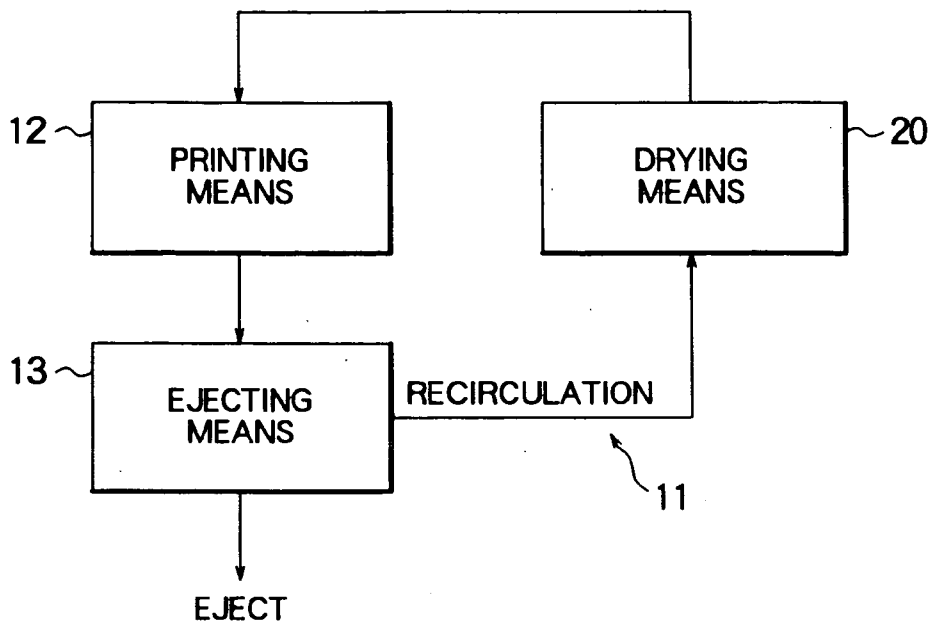 12
PRINTING
MEANS
DRYING
MEANS
20
13
EJECTING
MEANS
RECIRCULATION
11
EJECT